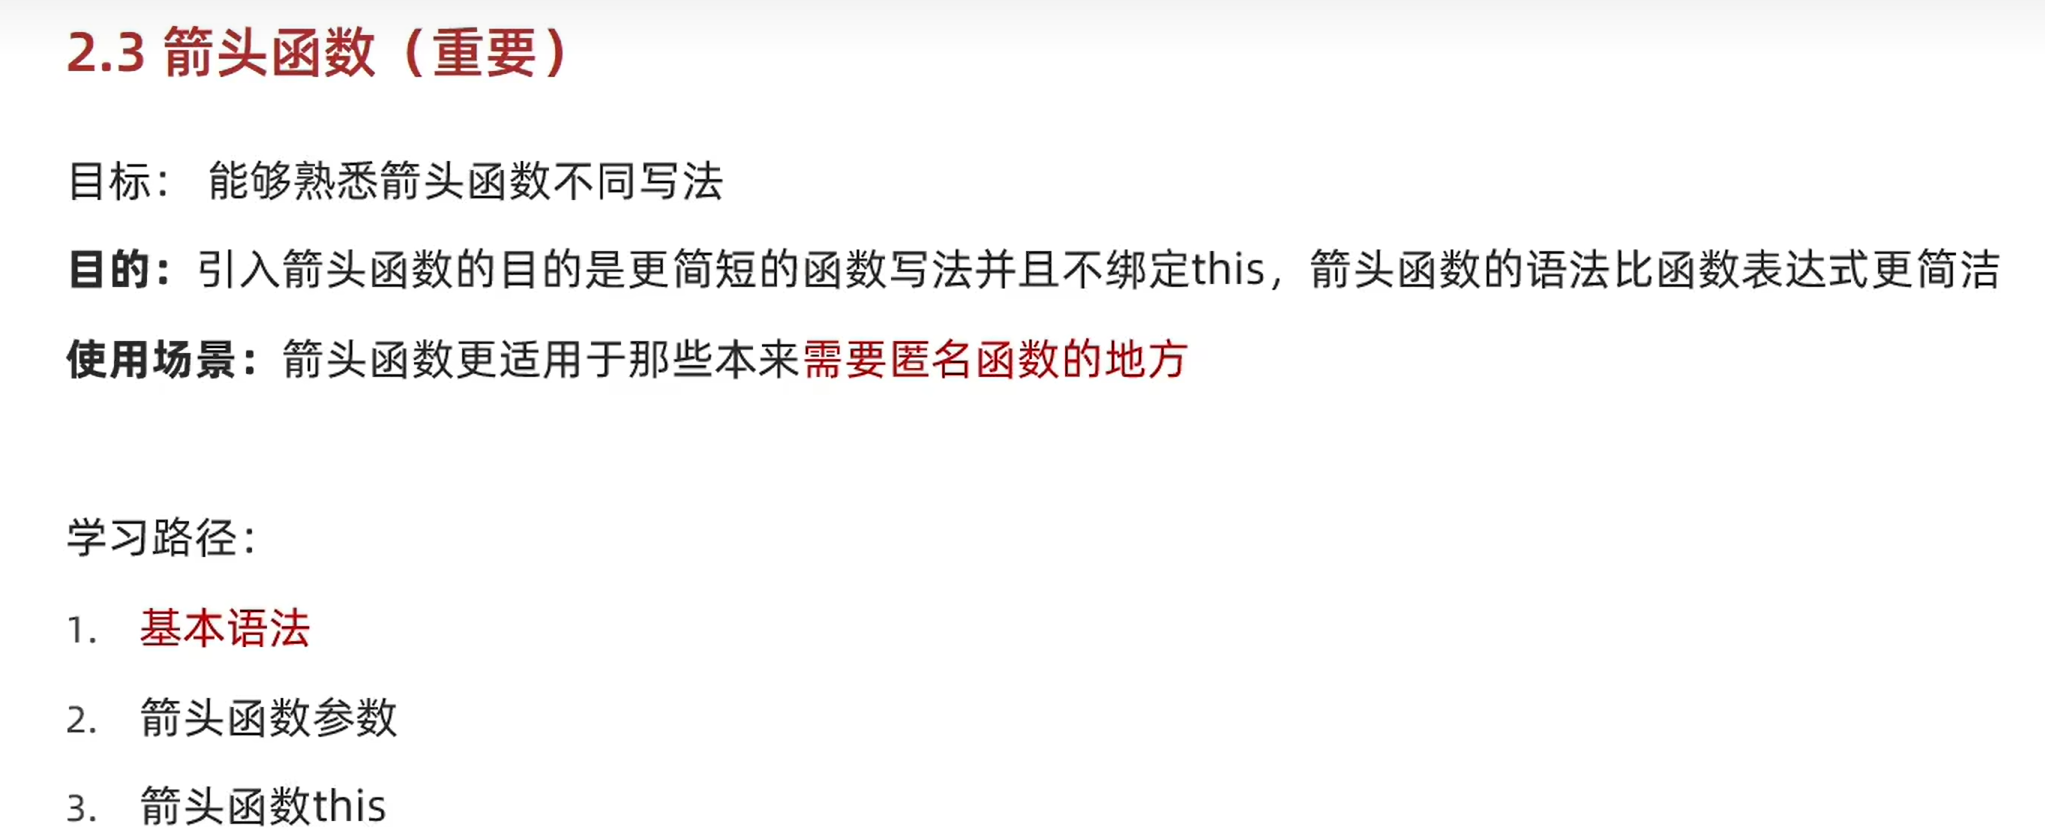 2.3 箭头函数（重要）
目标： 能够熟悉箭头函数不同写法
目的：引入箭头函数的目的是更简短的函数写法并且不绑定this，箭头函数的语法比函数表达式更简洁
使用场景：箭头函数更适用于那些本来需要匿名函数的地方
学习路径：
1. 基本语法
2. 箭头函数参数
3. 箭头函数this